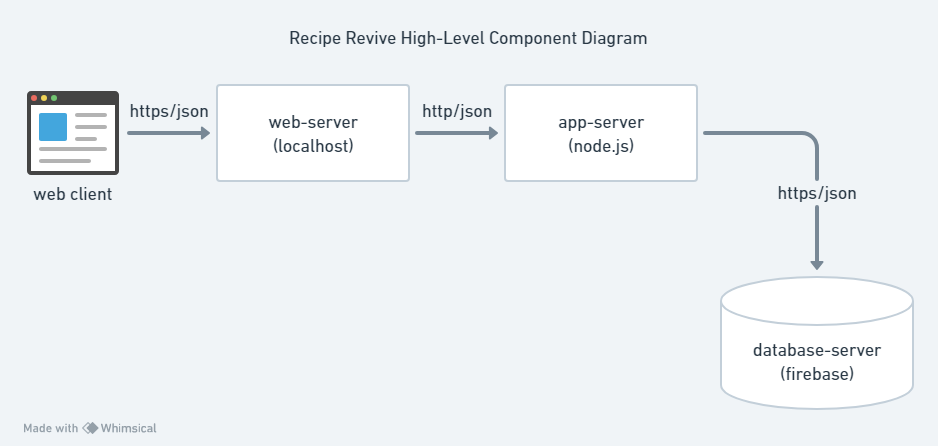 Recipe Revive High-Level Component Diagram
https/json
http/json
web-server
(localhost)
app-server
(node.js)
web client
https/json
database-server
(firebase)
Made with Whimsical